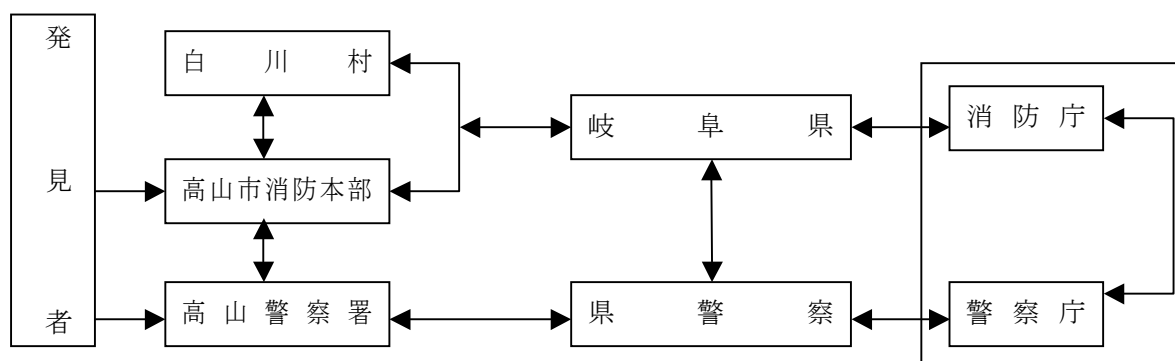 発見者
白川村
高山市消防本部
高山警察署
岐阜県
県警察
消防庁
警察庁